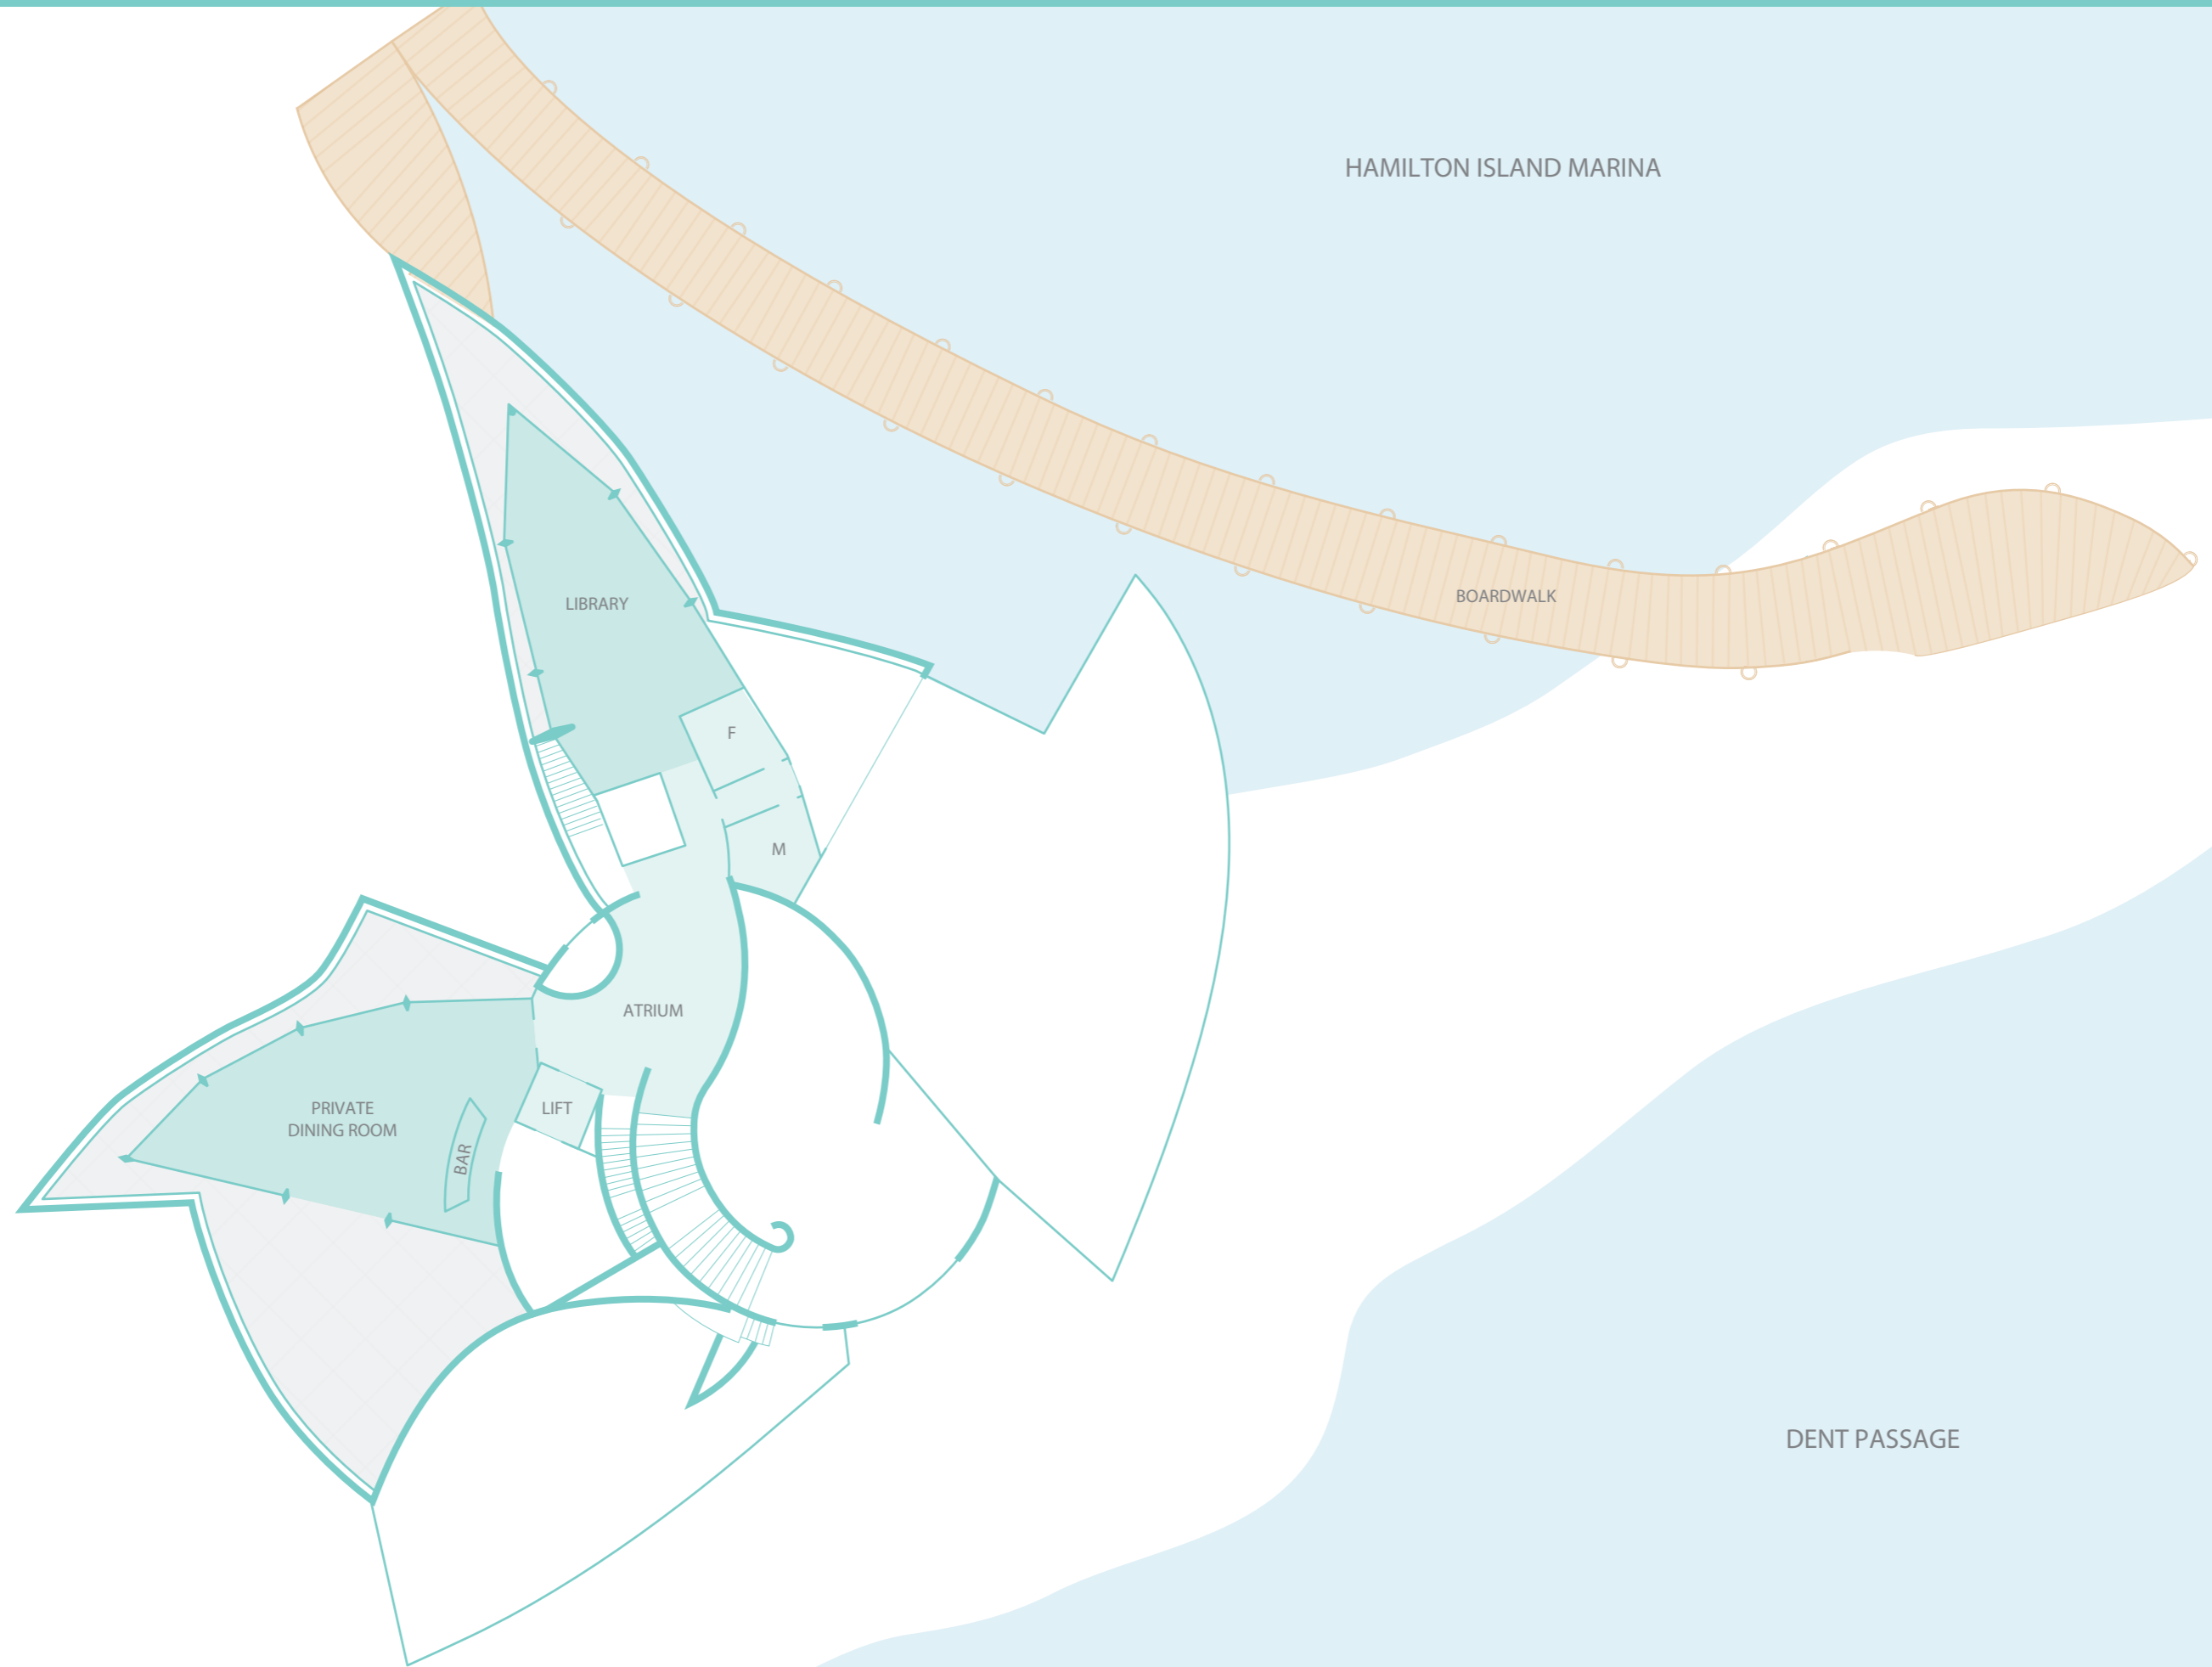 HAMILTON ISLAND MARINA
BOARDWALK
LIBRARY
F
M
ATRIUM
PRIVATE
DINING ROOM
LIFT
BAR
DENT PASSAGE